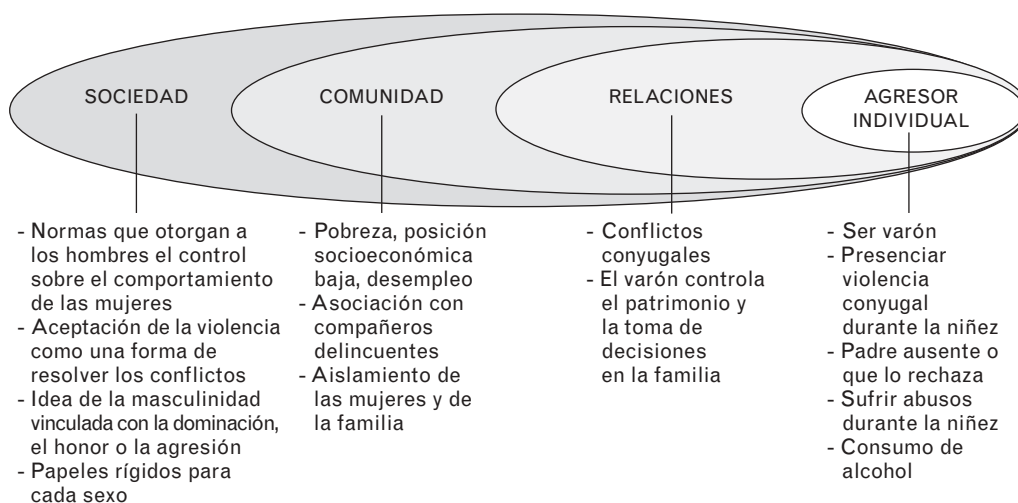 SOCIEDAD
COMUNIDAD
RELACIONES
AGRESOR
INDIVIDUAL
- Normas que otorgan a
los hombres el control
sobre el comportamiento
de las mujeres
- Aceptación de la violencia
como una forma de
resolver los conflictos
- Idea de la masculinidad
vinculada con la dominación,
el honor o la agresión
- Papeles rígidos para
cada sexo
- Pobreza, posición
socioeconómica
baja, desempleo
- Asociación con
compañeros
delincuentes
- Aislamiento de
las mujeres y de
la familia
- Conflictos
conyugales
- El varón controla
el patrimonio y
la toma de
decisiones
en la familia
- Ser varón
- Presenciar
violencia
conyugal
durante la niñez
- Padre ausente o
que lo rechaza
- Sufrir abusos
durante la niñez
- Consumo de
alcohol